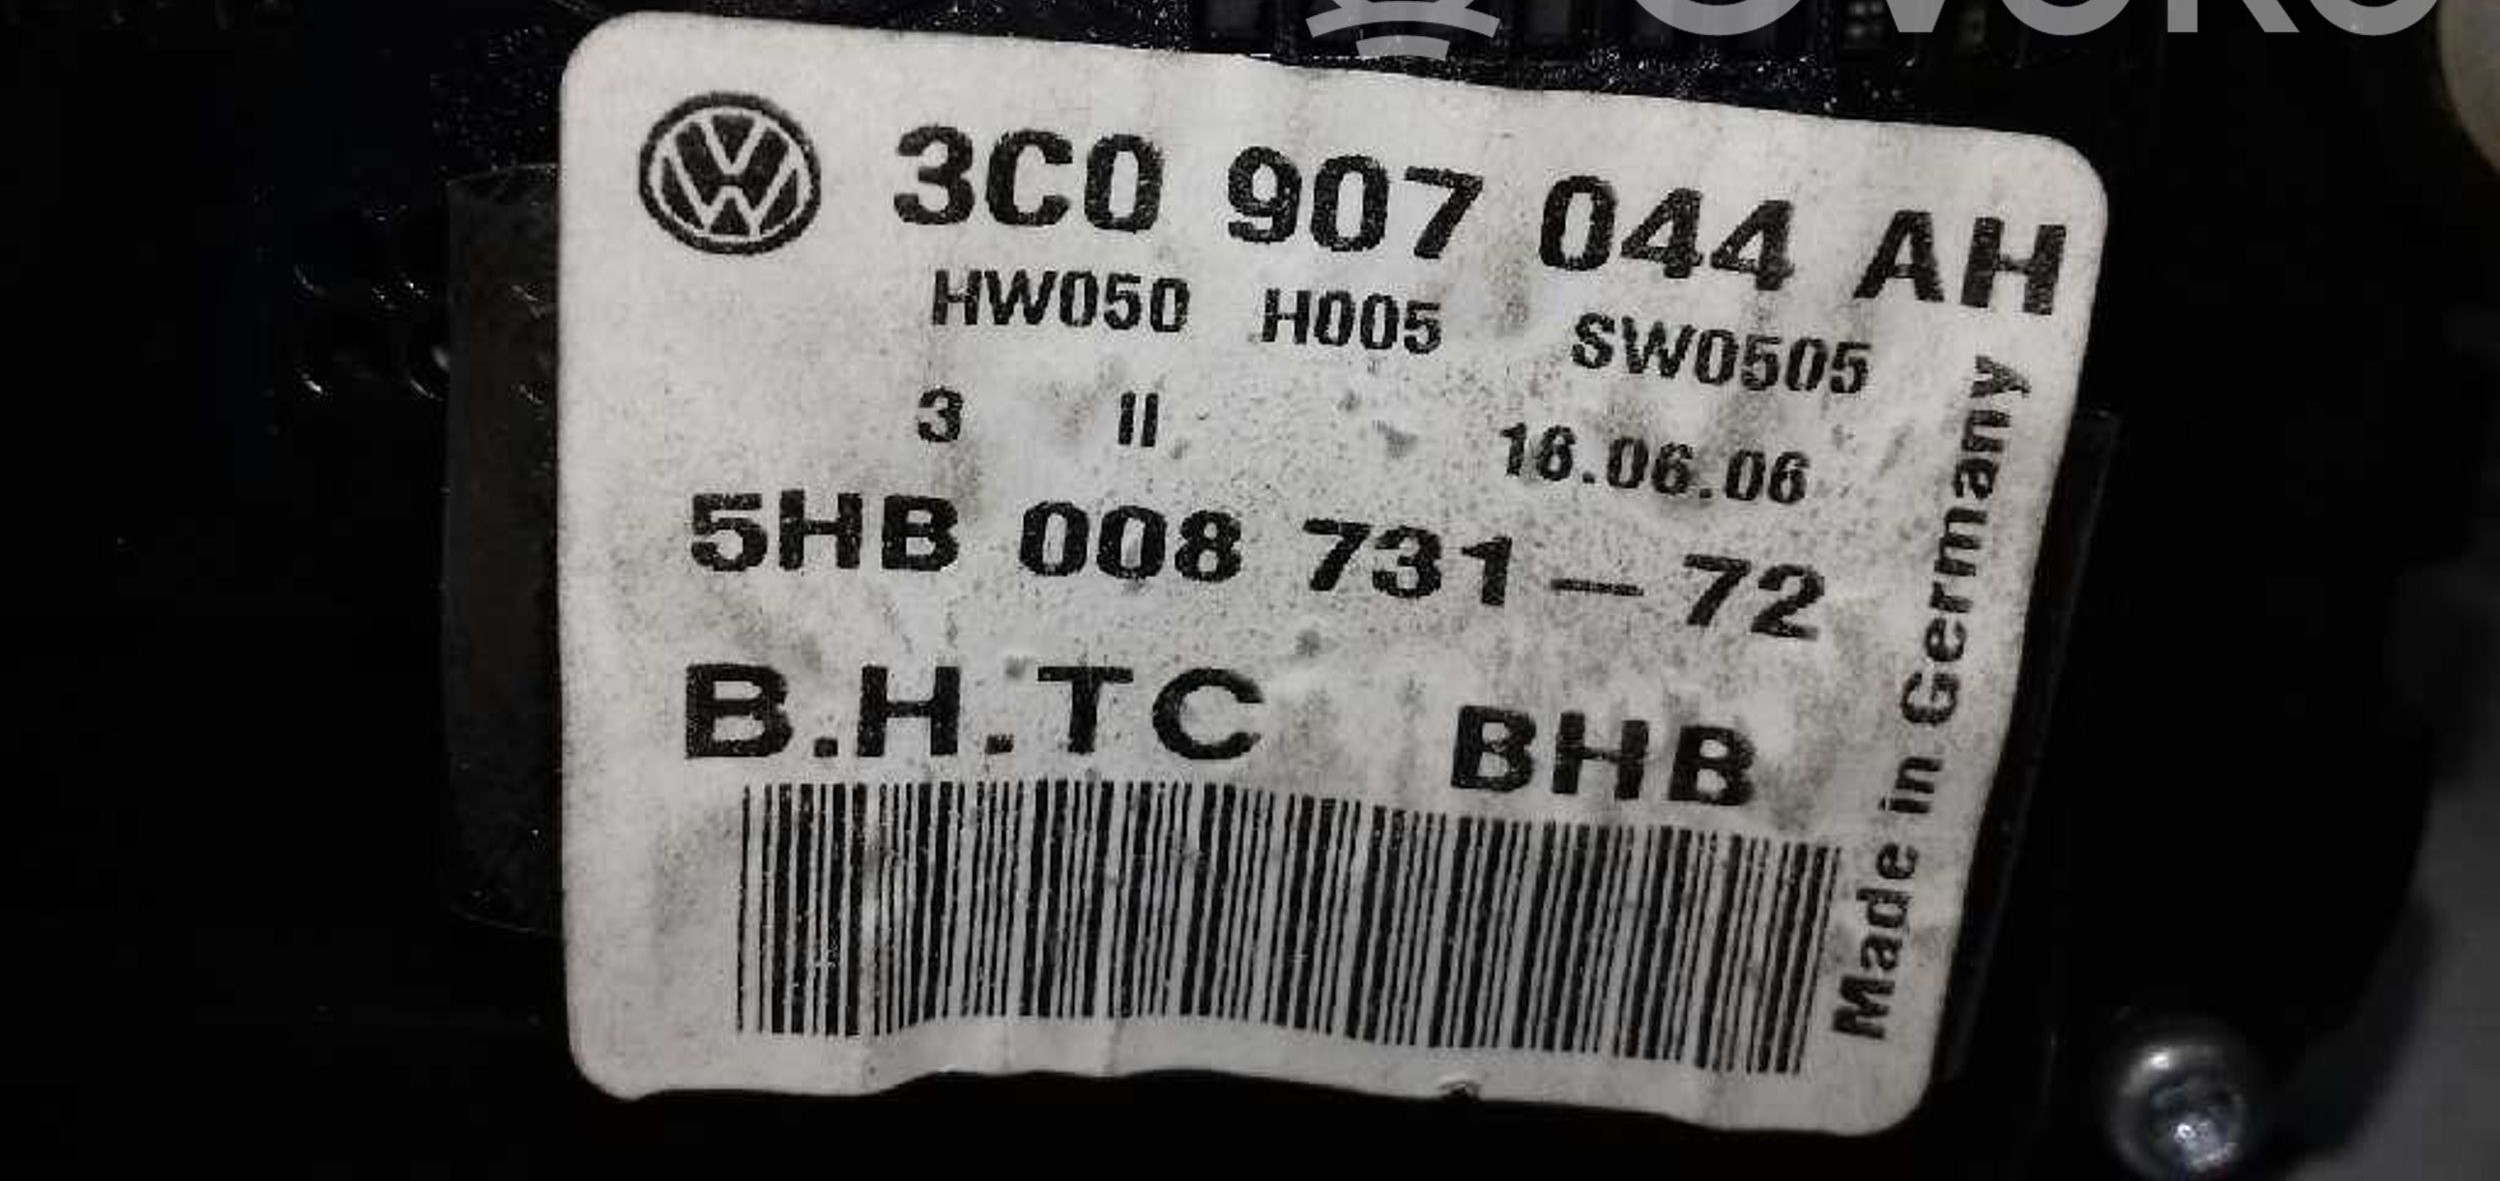 OVOKO
3C0 907 044 AH
HW050 H005 SW0505
3 II 16.06.06
5HB 008 731-72
B.H.TC BHB
Made in Germany